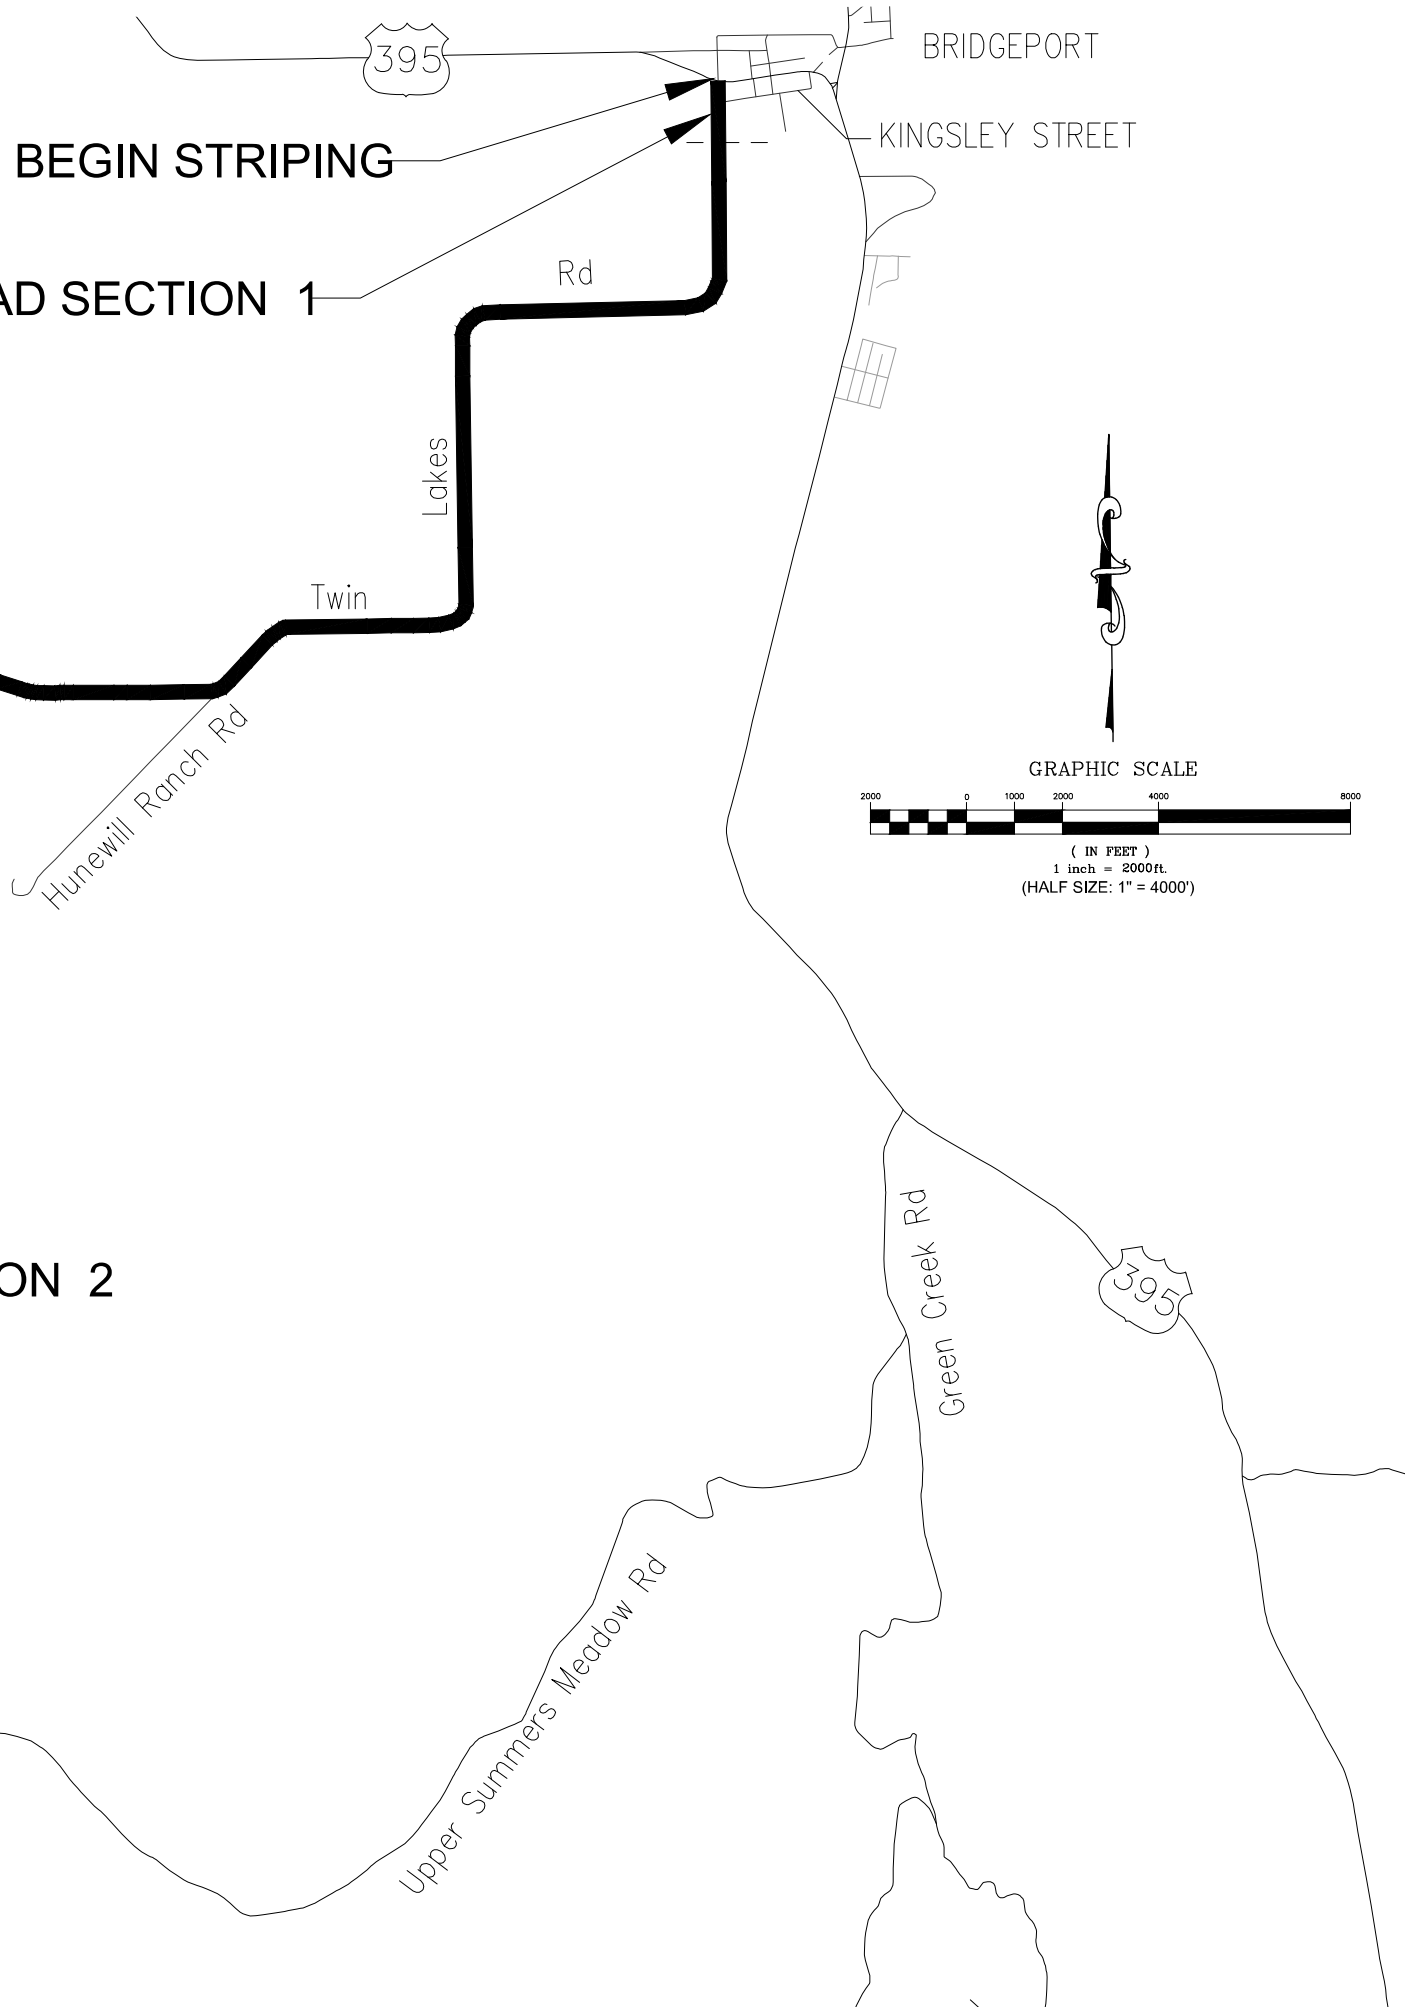 BRIDGEPORT
395
KINGSLEY STREET
BEGIN STRIPING
Rd
AD SECTION 1
Lakes
Twin
Hunewill Ranch Rd
GRAPHIC SCALE
2000 0 1000 2000 4000 8000
( IN FEET )
1 inch = 2000ft.
(HALF SIZE: 1" = 4000')
Green Creek Rd
395
ON 2
Upper Summers Meadow Rd